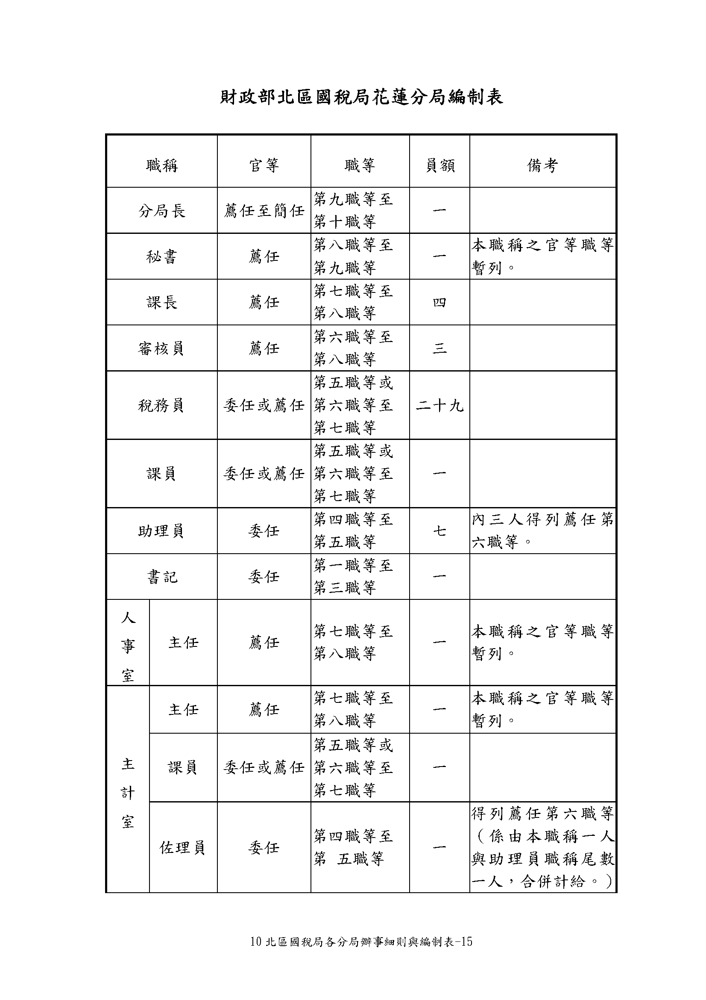 財政部北區國稅局花蓮分局編制表
職稱 官等 職等 員額 備考
分局長 薦任至簡任 第九職等至
第十職等 一
秘書 薦任 第八職等至
第九職等 一 本職稱之官等職等
暫列。
課長 薦任 第七職等至
第八職等 四
審核員 薦任 第六職等至
第八職等 三
稅務員 委任或薦任 第五職等或
第六職等至
第七職等 二十九
課員 委任或薦任 第五職等或
第六職等至
第七職等 一
助理員 委任 第四職等至
第五職等 七 內三人得列薦任第
六職等。
書記 委任 第一職等至
第三職等 一
人
事
室
主任 薦任 第七職等至
第八職等 一 本職稱之官等職等
暫列。
主
計
室
主任 薦任 第七職等至
第八職等 一 本職稱之官等職等
暫列。
課員 委任或薦任 第五職等或
第六職等至
第七職等 一
佐理員 委任 第四職等至
第 五職等 一 得列薦任第六職等
（係由本職稱一人
與助理員職稱尾數
一人，合併計給。）
10 北區國稅局各分局辦事細則與編制表-15